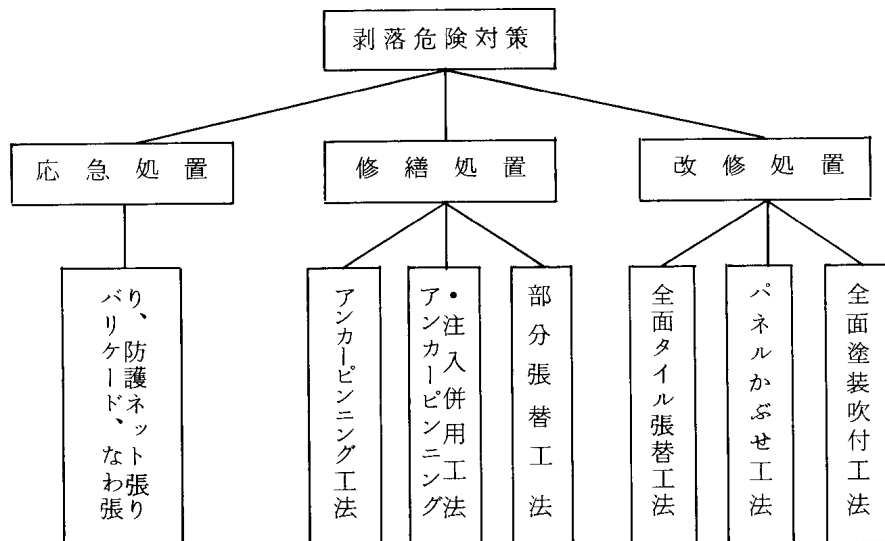 剥落危険対策
応急処置
修繕処置
改修処置
バリケード、なわ張
り、防護ネット張り
アンカーピンニング工法
アンカーピンニング
・注入併用工法
部分張替工法
全面タイル張替工法
パネルかぶせ工法
全面塗装吹付工法